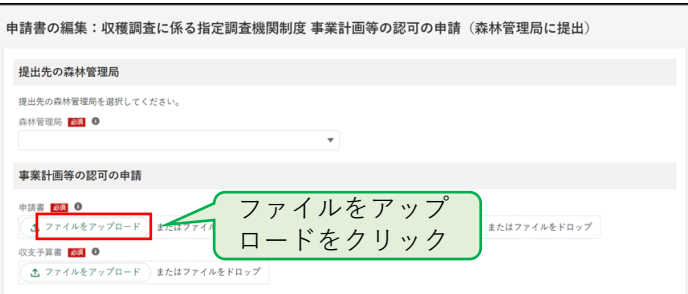 申請書の編集：収穫調査に係る指定調査機関制度 事業計画等の認可の申請（森林管理局に提出）
提出先の森林管理局
提出先の森林管理局を選択してください。
森林管理局 必須
事業計画等の認可の申請
申請書 必須
ファイルをアップロード またはファイル
ファイルをアップ
ロードをクリック
またはファイルをドロップ
収支予算書 必須
ファイルをアップロード またはファイルをドロップ